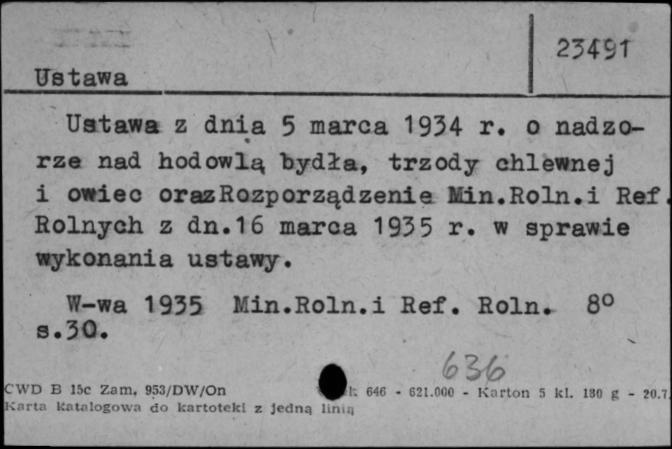 23491
Ustawa
Ustawa z dnia 5 marca 1934 r. o nadzo-
rze nad hodowlą bydła, trzody chlewnej
i owiec orazRozporządzenie Min.Roln.i Ref.
Rolnych z dn.16 marca 1935 r. w sprawie
wykonania ustawy.
W-wa 1935 Min.Roln.i Ref. Roln. 8°
s.30.
636
CWD B 15c Zam. 953/DW/On 646 - 621.000 - Karton 5 kl. 180 g - 20.7.
Karta katalogowa do kartoteki z jedną linią